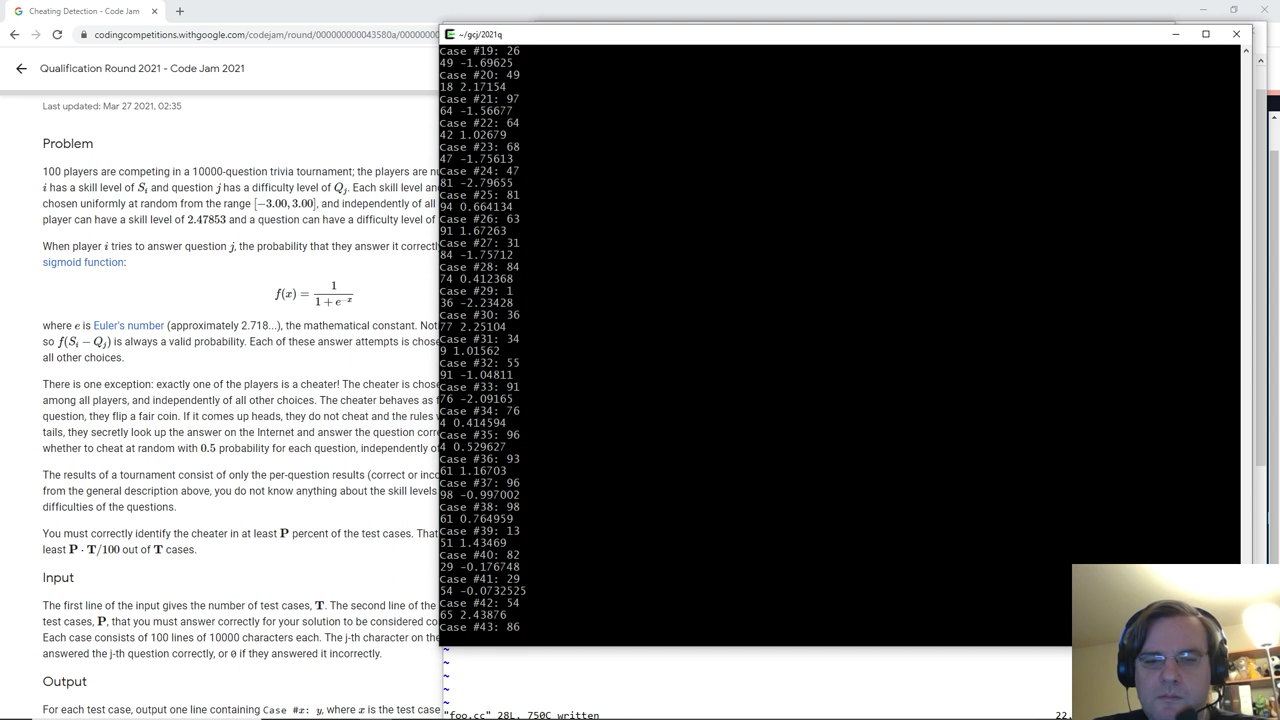 Cheating Detection - Code Jam
codingcompetitions.withgoogle.com/codejam/round/000000000043580a/00000
Qualification Round 2021 - Code Jam 2021
Last updated: Mar 27 2021, 02:35
Problem
100 players are competing in a 10000-question trivia tournament; the players are nu
i has a skill level of Si and question j has a difficulty level of Qj. Each skill level an
chosen uniformly at random from the range [−3.00, 3.00], and independently of all
player can have a skill level of 2.47853 and a question can have a difficulty level of
When player i tries to answer question j, the probability that they answer it correctl
sigmoid function:
f(x) = 1 / (1 + e^−x)
where e is Euler's number (approximately 2.718...), the mathematical constant. Not
so f(Si − Qj) is always a valid probability. Each of these answer attempts is chose
all other choices.
There is one exception: exactly one of the players is a cheater! The cheater is chose
among all players, and independently of all other choices. The cheater behaves as f
question, they flip a fair coin. If it comes up heads, they do not cheat and the rules
tails, they secretly look up the answer on the Internet and answer the question corr
whether to cheat at random with 0.5 probability for each question, independently o
The results of a tournament consist of only the per-question results (correct or inco
from the general description above, you do not know anything about the skill levels
difficulties of the questions.
You must correctly identify the cheater in at least P percent of the test cases. That
least P · T/100 out of T cases.
Input
The first line of the input gives the number of test cases, T. The second line of the
test cases, P, that you must answer correctly for your solution to be considered co
Each case consists of 100 lines of 10000 characters each. The j-th character on the
answered the j-th question correctly, or 0 if they answered it incorrectly.
Output
For each test case, output one line containing Case #x: y, where x is the test case
~/gcj/2021q
Case #19: 26
49 -1.69625
Case #20: 49
18 2.17154
Case #21: 97
64 -1.56677
Case #22: 64
42 1.02679
Case #23: 68
47 -1.75613
Case #24: 47
81 -2.79655
Case #25: 81
94 0.664134
Case #26: 63
91 1.67263
Case #27: 31
84 -1.75712
Case #28: 84
74 0.412368
Case #29: 1
36 -2.23428
Case #30: 36
77 2.25104
Case #31: 34
9 1.01562
Case #32: 55
91 -1.04811
Case #33: 91
76 -2.09165
Case #34: 76
4 0.414594
Case #35: 96
4 0.529627
Case #36: 93
61 1.16703
Case #37: 96
98 -0.997002
Case #38: 98
61 0.764959
Case #39: 13
51 1.43469
Case #40: 82
29 -0.176748
Case #41: 29
54 -0.0732525
Case #42: 54
65 2.43876
Case #43: 86
~
~
~
~
~
"foo.cc" 28L, 750C written
22,